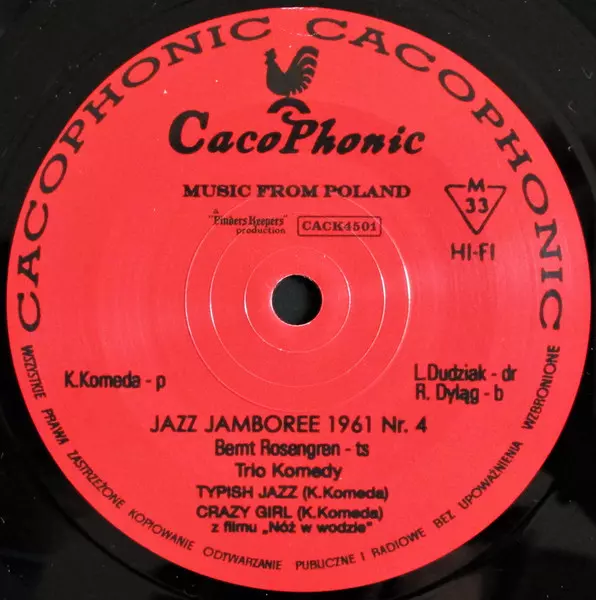 CACOPHONIC CACOPHONIC CACOPHONIC
CacoPhonic
MUSIC FROM POLAND
a
"Finders Keepers"
production
CACK4501
M
33
HI-FI
K.Komeda - p
L.Dudziak - dr
R. Dyląg - b
JAZZ JAMBOREE 1961 Nr. 4
Bernt Rosengren - ts
Trio Komedy
TYPISH JAZZ (K.Komeda)
CRAZY GIRL (K.Komeda)
z filmu „Nóż w wodzie"
WSZYSTKIE PRAWA ZASTRZEŻONE KOPIOWANIE ODTWARZANIE PUBLICZNE I RADIOWE BEZ UPOWAŻNIENIA WZBRONIONE